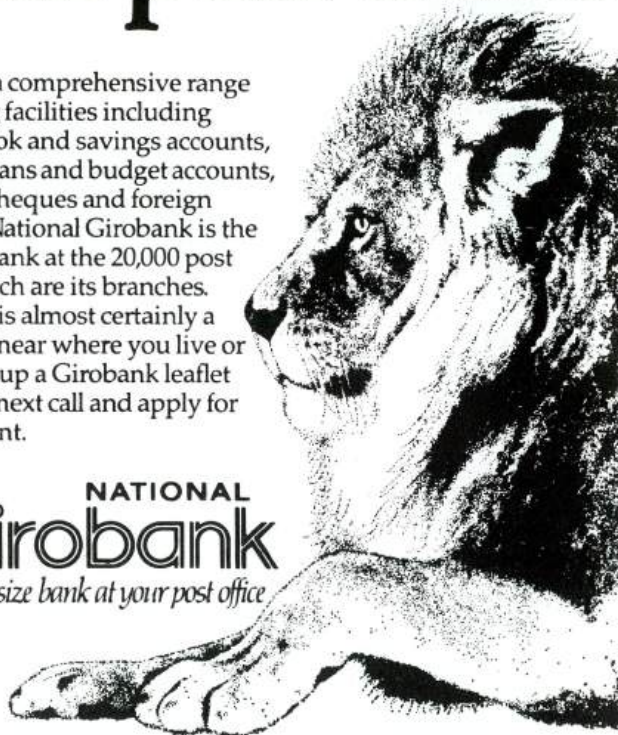 comprehensive range
facilities including
ok and savings accounts,
ans and budget accounts,
heques and foreign
National Girobank is the
ank at the 20,000 post
ch are its branches.
is almost certainly a
near where you live or
up a Girobank leaflet
next call and apply for
nt.
NATIONAL
irobank
size bank at your post office